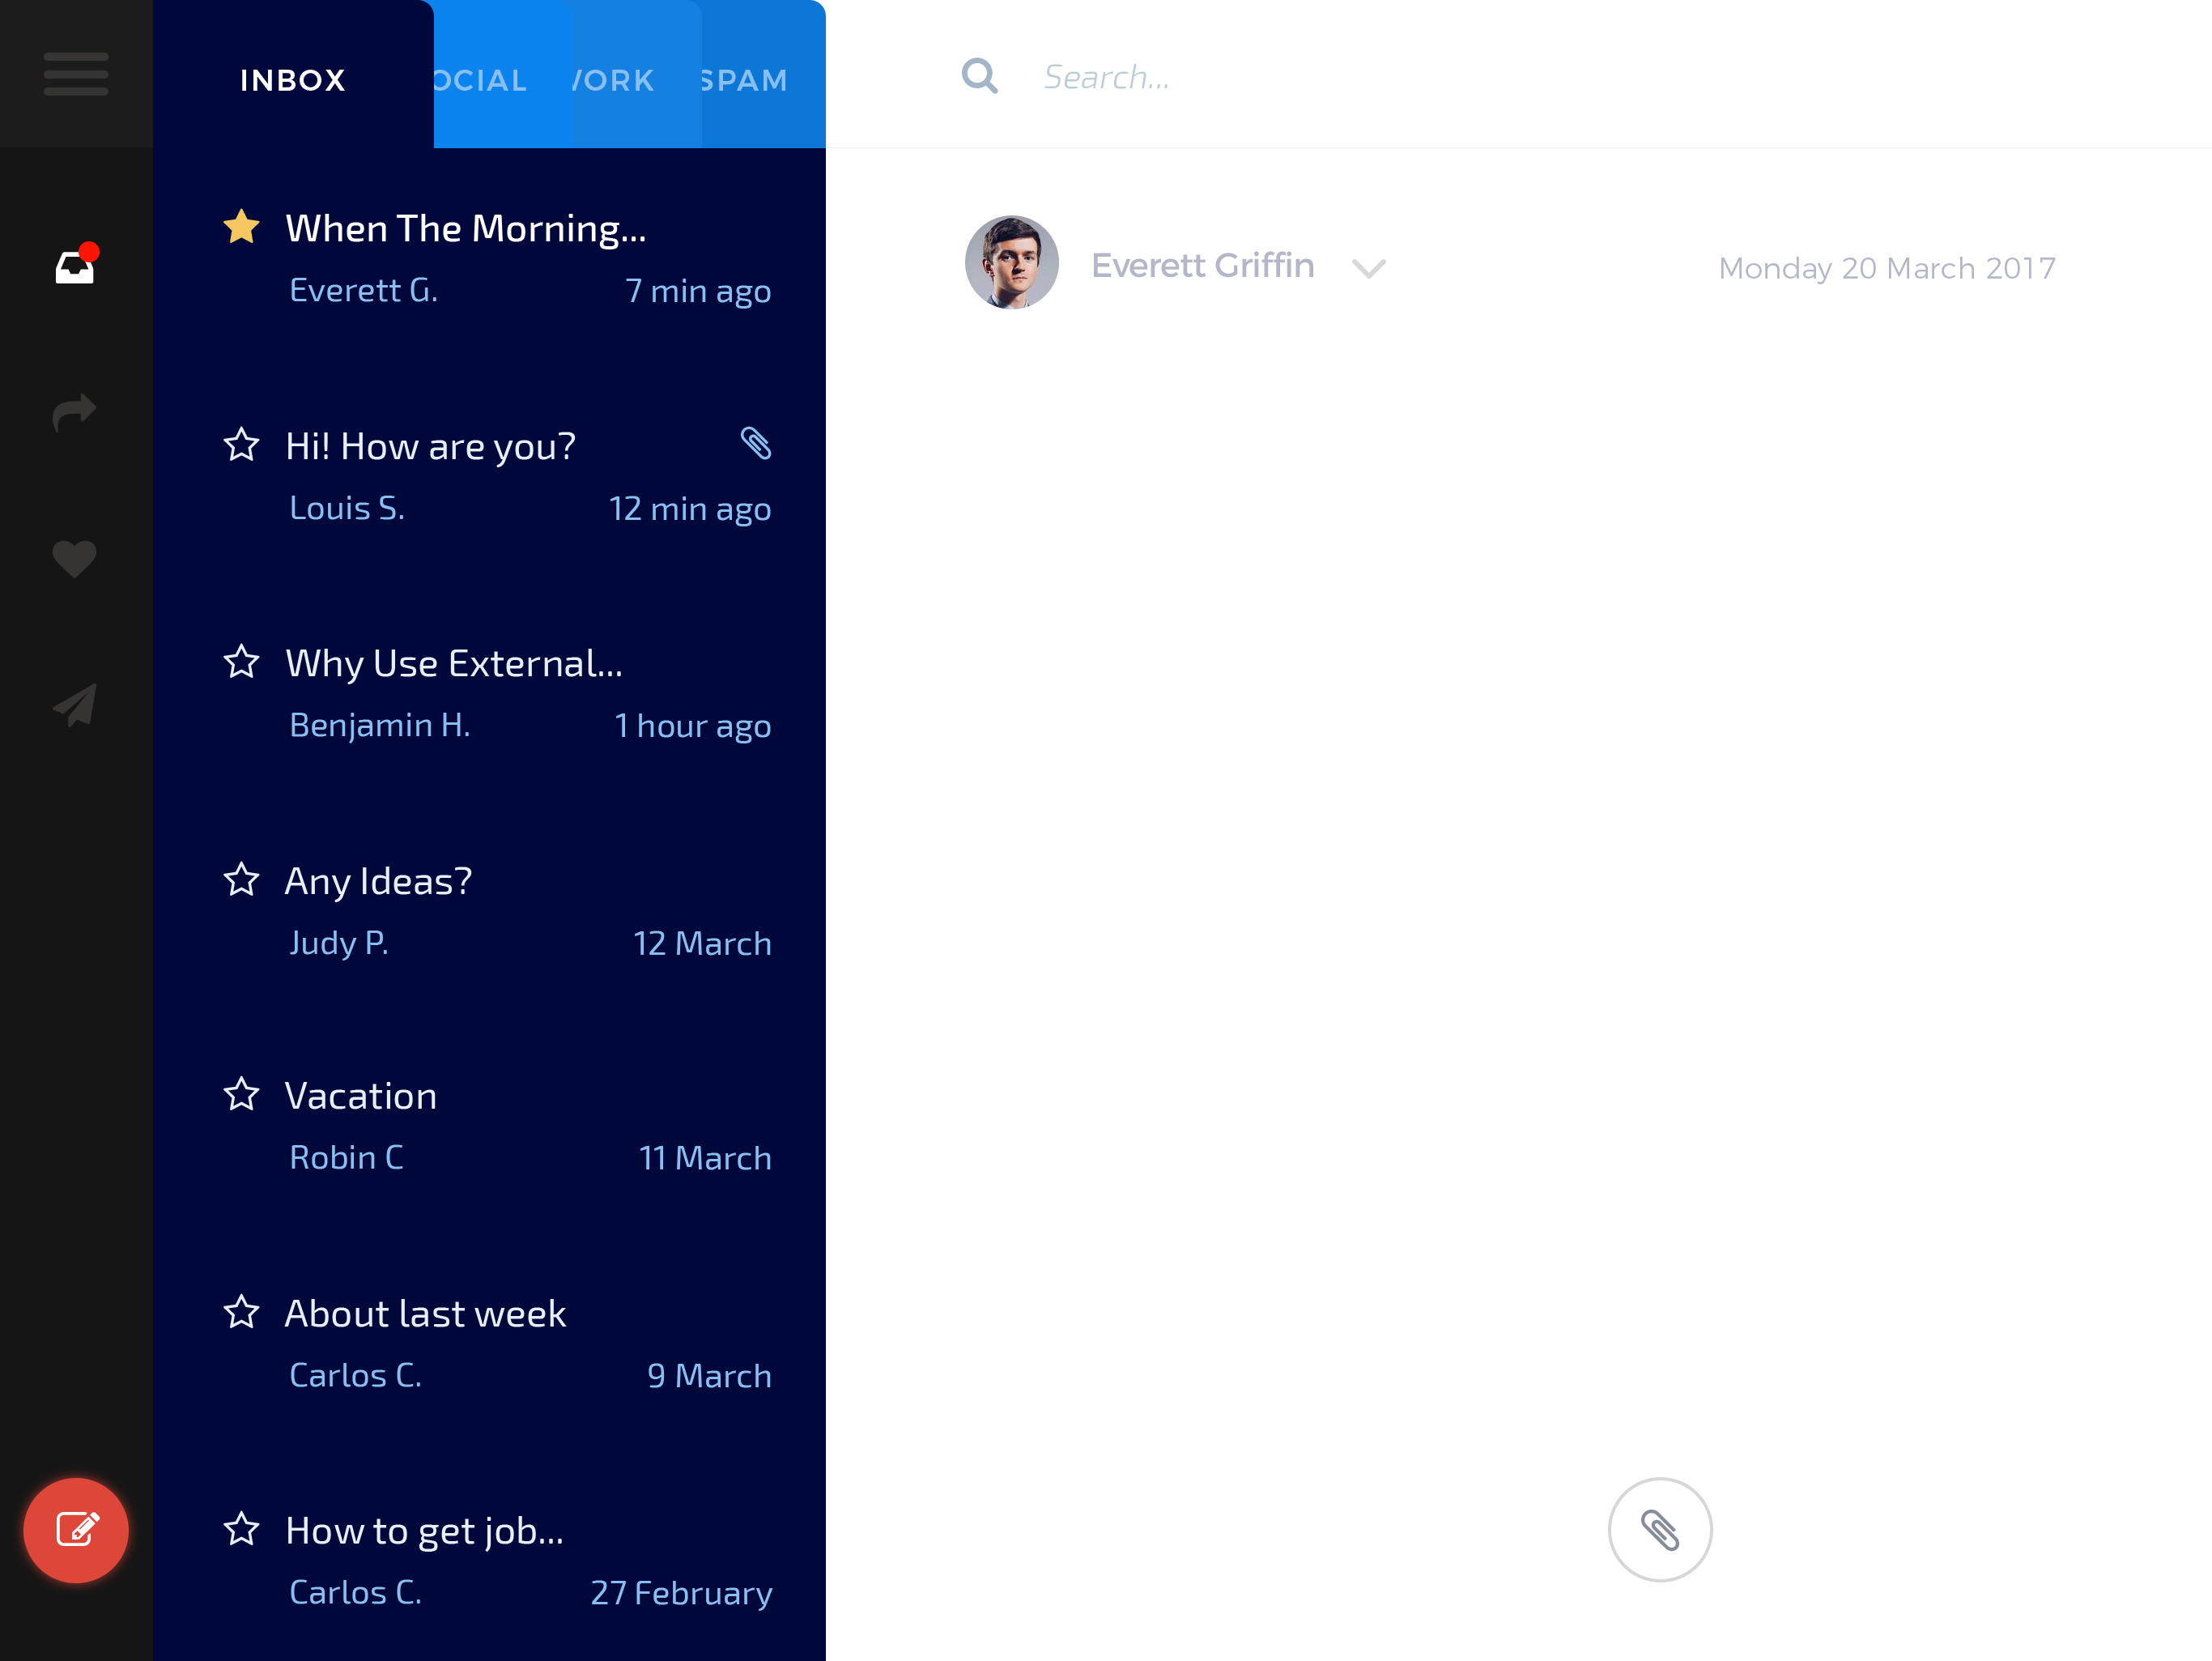 INBOX
OCIAL
WORK
SPAM
Search...
When The Morning...
Everett G.
7 min ago
Hi! How are you?
Louis S.
12 min ago
Why Use External...
Benjamin H.
1 hour ago
Any Ideas?
Judy P.
12 March
Vacation
Robin C
11 March
About last week
Carlos C.
9 March
How to get job...
Carlos C.
27 February
Everett Griffin
Monday 20 March 2017